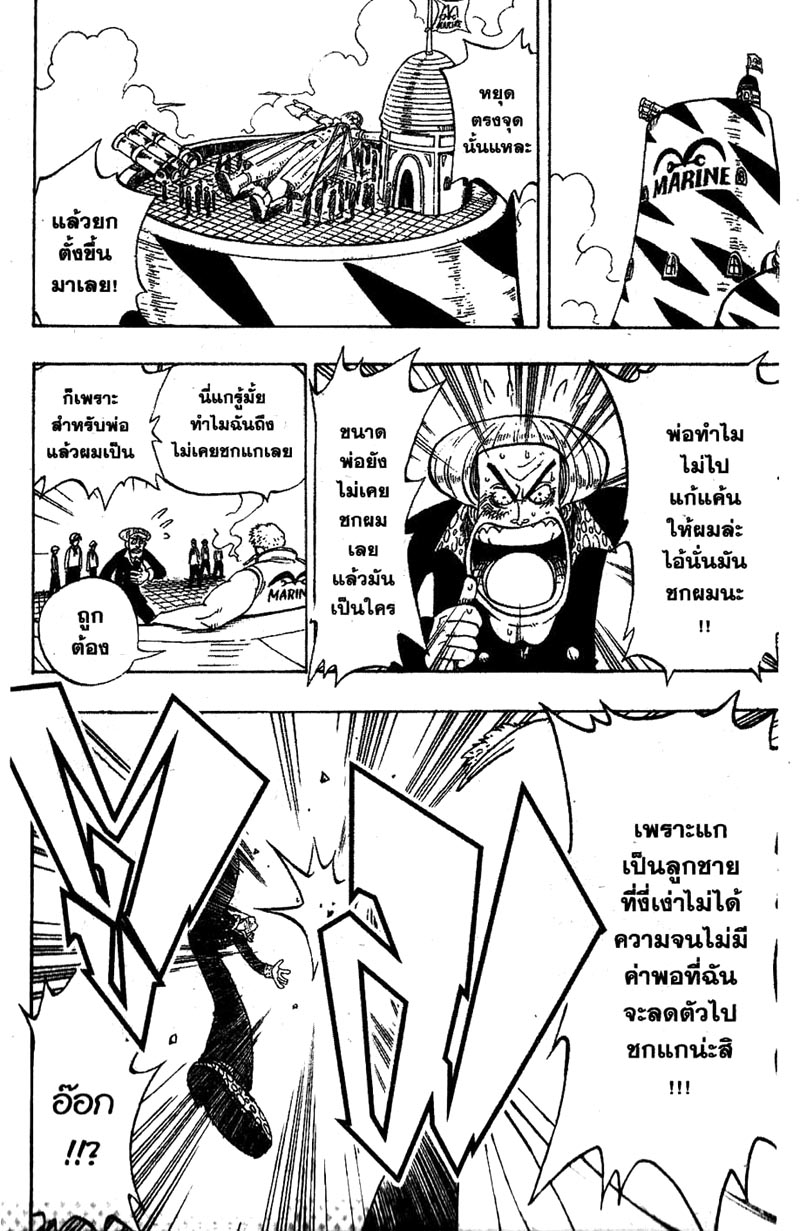 MARINE
MARINE
หยุด
ตรงจุด
นั้นแหละ
แล้วยก
ตั้งขึ้น
มาเลย!
พ่อทำไม
ไม่ไป
แก้แค้น
ให้ผมล่ะ
ไอ้นั่นมัน
ชกผมนะ
!!
ขนาด
พ่อยัง
ไม่เคย
ชกผม
เลย
แล้วมัน
เป็นใคร
นี่แกรู้มั้ย
ทำไมฉันถึง
ไม่เคยชกแกเลย
ก็เพราะ
สำหรับพ่อ
แล้วผมเป็น
MARINE
ถูก
ต้อง
เพราะแก
เป็นลูกชาย
ที่งี่เง่าไม่ได้
ความจนไม่มี
ค่าพอที่ฉัน
จะลดตัวไป
ชกแกน่ะสิ
!!!
อ๊อก
!!?